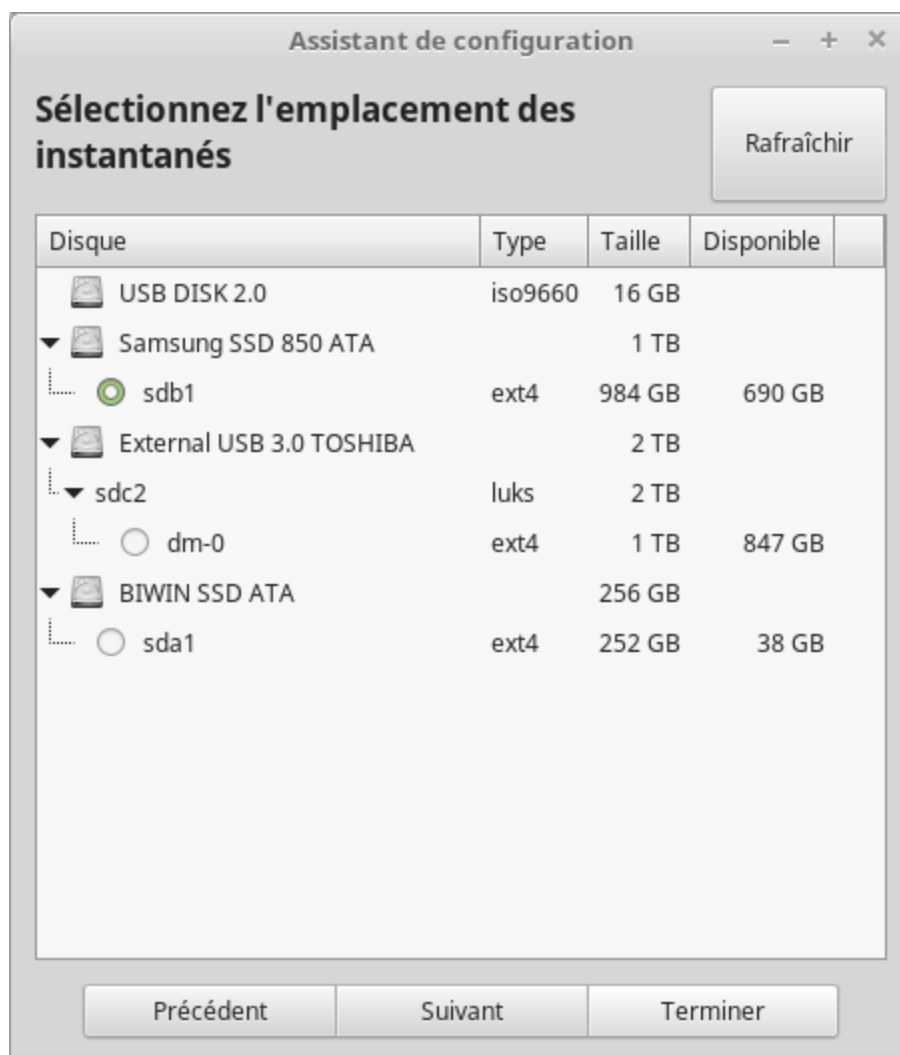 Assistant de configuration
Sélectionnez l'emplacement des
instantanés
Rafraîchir
Disque Type Taille Disponible
USB DISK 2.0 iso9660 16 GB
Samsung SSD 850 ATA 1 TB
sdb1 ext4 984 GB 690 GB
External USB 3.0 TOSHIBA 2 TB
sdc2 luks 2 TB
dm-0 ext4 1 TB 847 GB
BIWIN SSD ATA 256 GB
sda1 ext4 252 GB 38 GB
Précédent Suivant Terminer